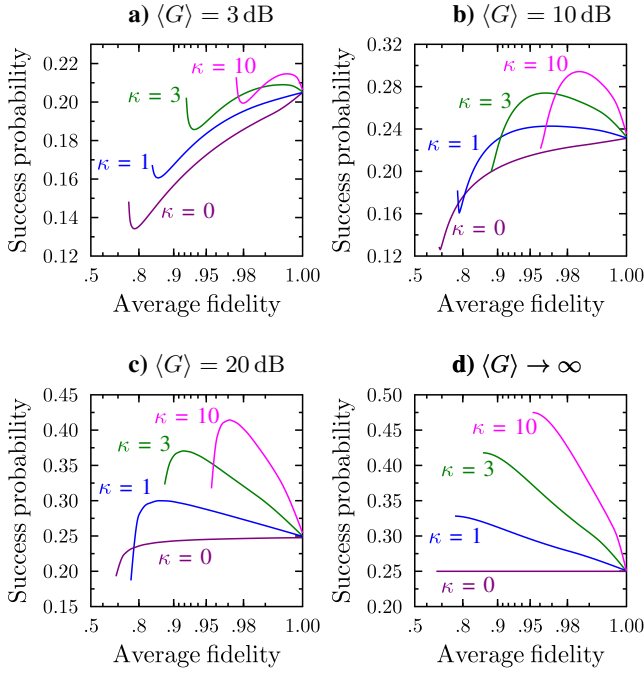 a) ⟨G⟩ = 3 dB
Success probability
0.22
0.20
0.18
0.16
0.14
0.12
κ = 10
κ = 3
κ = 1
κ = 0
.5 .8 .9 .95 .98 1.00
Average fidelity
b) ⟨G⟩ = 10 dB
Success probability
0.32
0.28
0.24
0.20
0.16
0.12
κ = 10
κ = 3
κ = 1
κ = 0
.5 .8 .9 .95 .98 1.00
Average fidelity
c) ⟨G⟩ = 20 dB
Success probability
0.45
0.40
0.35
0.30
0.25
0.20
0.15
κ = 10
κ = 3
κ = 1
κ = 0
.5 .8 .9 .95 .98 1.00
Average fidelity
d) ⟨G⟩ → ∞
Success probability
0.50
0.45
0.40
0.35
0.30
0.25
0.20
κ = 10
κ = 3
κ = 1
κ = 0
.5 .8 .9 .95 .98 1.00
Average fidelity